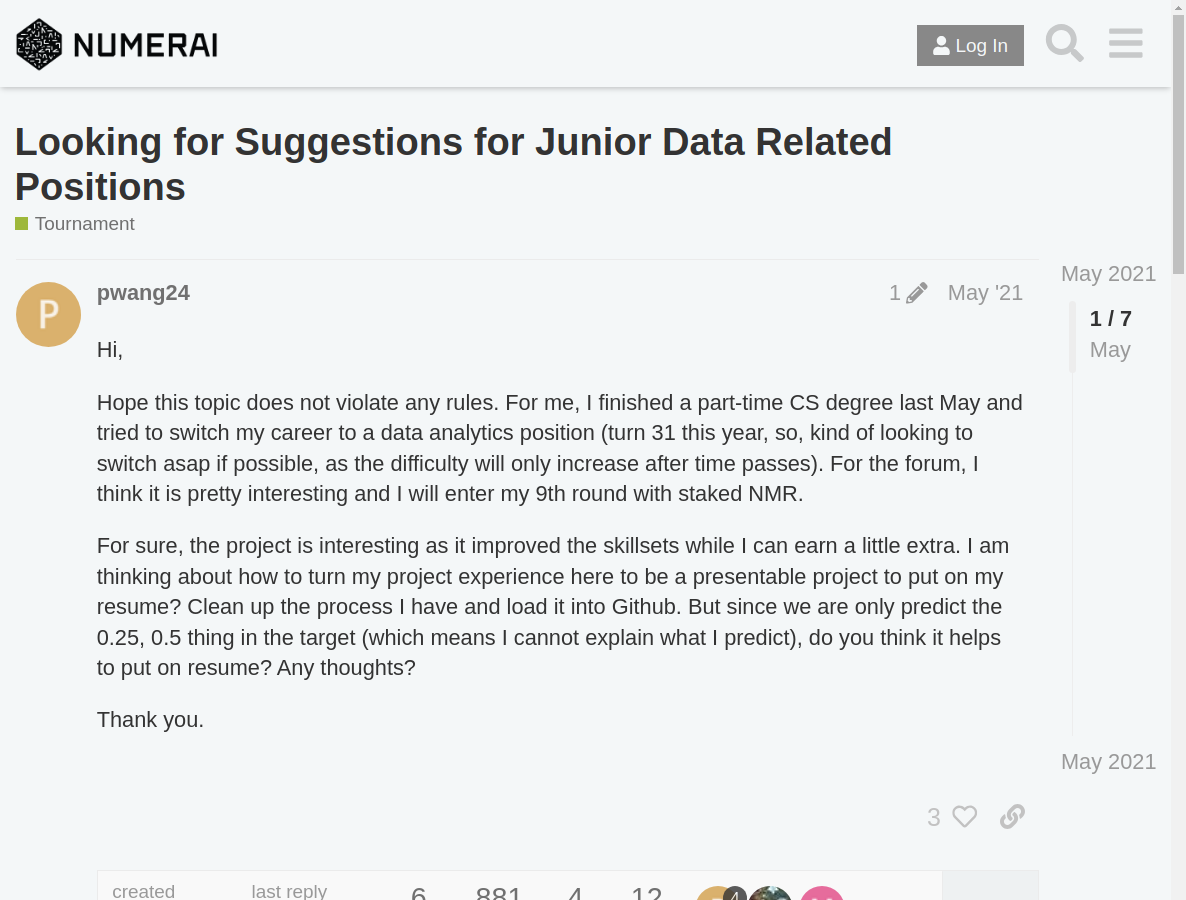 NUMERAI
Log In
Looking for Suggestions for Junior Data Related
Positions
Tournament
May 2021
1 / 7
May
pwang24
1
May '21
P
Hi,
Hope this topic does not violate any rules. For me, I finished a part-time CS degree last May and
tried to switch my career to a data analytics position (turn 31 this year, so, kind of looking to
switch asap if possible, as the difficulty will only increase after time passes). For the forum, I
think it is pretty interesting and I will enter my 9th round with staked NMR.
For sure, the project is interesting as it improved the skillsets while I can earn a little extra. I am
thinking about how to turn my project experience here to be a presentable project to put on my
resume? Clean up the process I have and load it into Github. But since we are only predict the
0.25, 0.5 thing in the target (which means I cannot explain what I predict), do you think it helps
to put on resume? Any thoughts?
Thank you.
May 2021
3
created
last reply
6
881
4
12
4